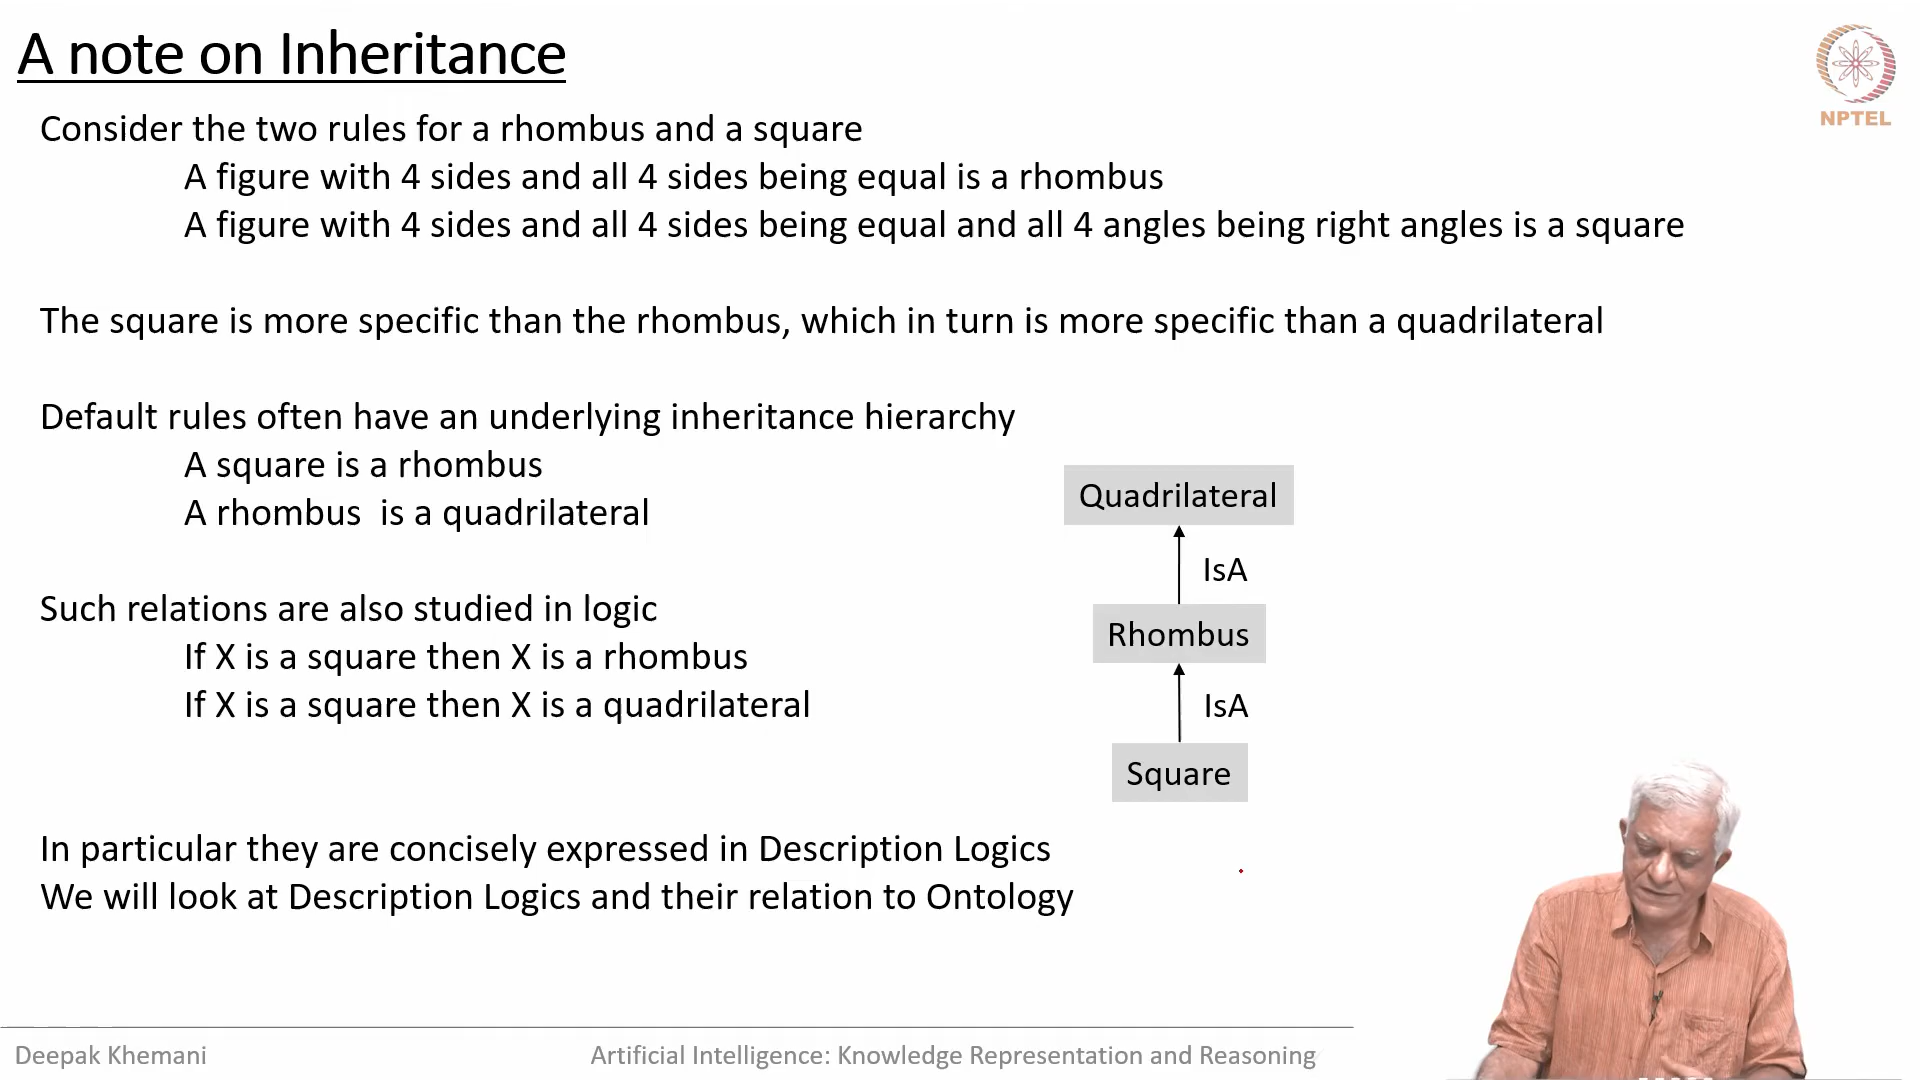 A note on Inheritance
NPTEL
Consider the two rules for a rhombus and a square
A figure with 4 sides and all 4 sides being equal is a rhombus
A figure with 4 sides and all 4 sides being equal and all 4 angles being right angles is a square
The square is more specific than the rhombus, which in turn is more specific than a quadrilateral
Default rules often have an underlying inheritance hierarchy
A square is a rhombus
A rhombus is a quadrilateral
Such relations are also studied in logic
If X is a square then X is a rhombus
If X is a square then X is a quadrilateral
Quadrilateral
IsA
Rhombus
IsA
Square
In particular they are concisely expressed in Description Logics
We will look at Description Logics and their relation to Ontology
Deepak Khemani
Artificial Intelligence: Knowledge Representation and Reasoning